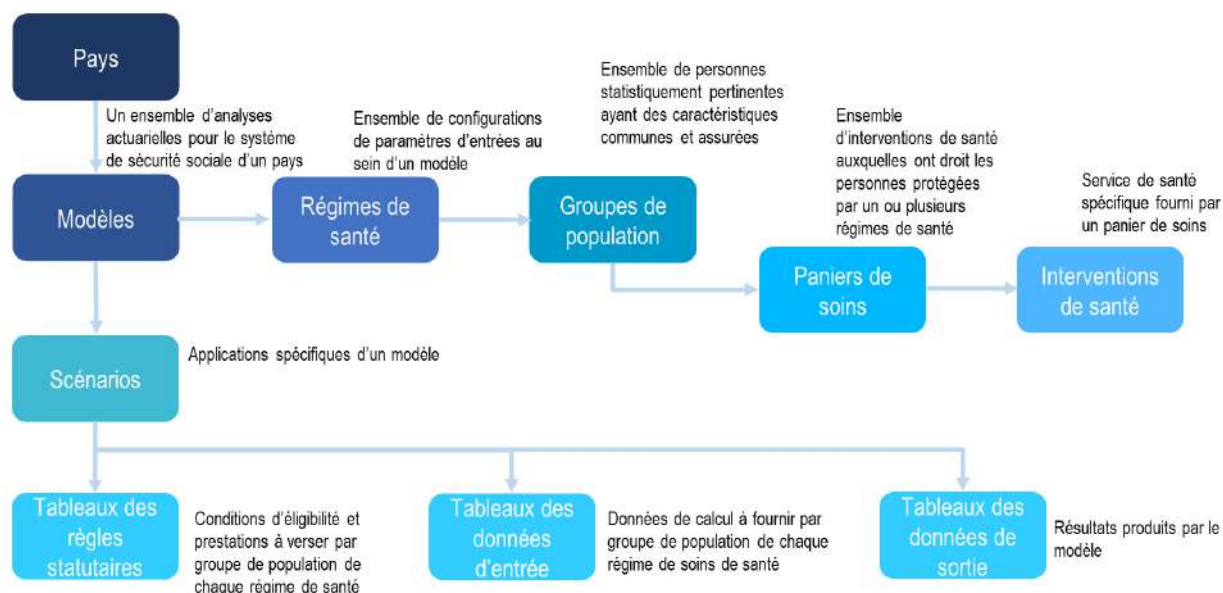 Pays
Un ensemble d'analyses
actuarielles pour le système
de sécurité sociale d'un pays
Modèles
Ensemble de configurations
de paramètres d'entrées au
sein d'un modèle
Régimes de
santé
Ensemble de personnes
statistiquement pertinentes
ayant des caractéristiques
communes et assurées
Groupes de
population
Ensemble
d'interventions de santé
auxquelles ont droit les
personnes protégées
par un ou plusieurs
régimes de santé
Paniers de
soins
Service de santé
spécifique fourni par
un panier de soins
Interventions
de santé
Scénarios
Applications spécifiques d'un modèle
Tableaux des
règles
statutaires
Conditions d'éligibilité et
prestations à verser par
groupe de population de
chaque régime de santé
Tableaux des
données
d'entrée
Données de calcul à fournir par
groupe de population de chaque
régime de soins de santé
Tableaux des
données de
sortie
Résultats produits par le
modèle